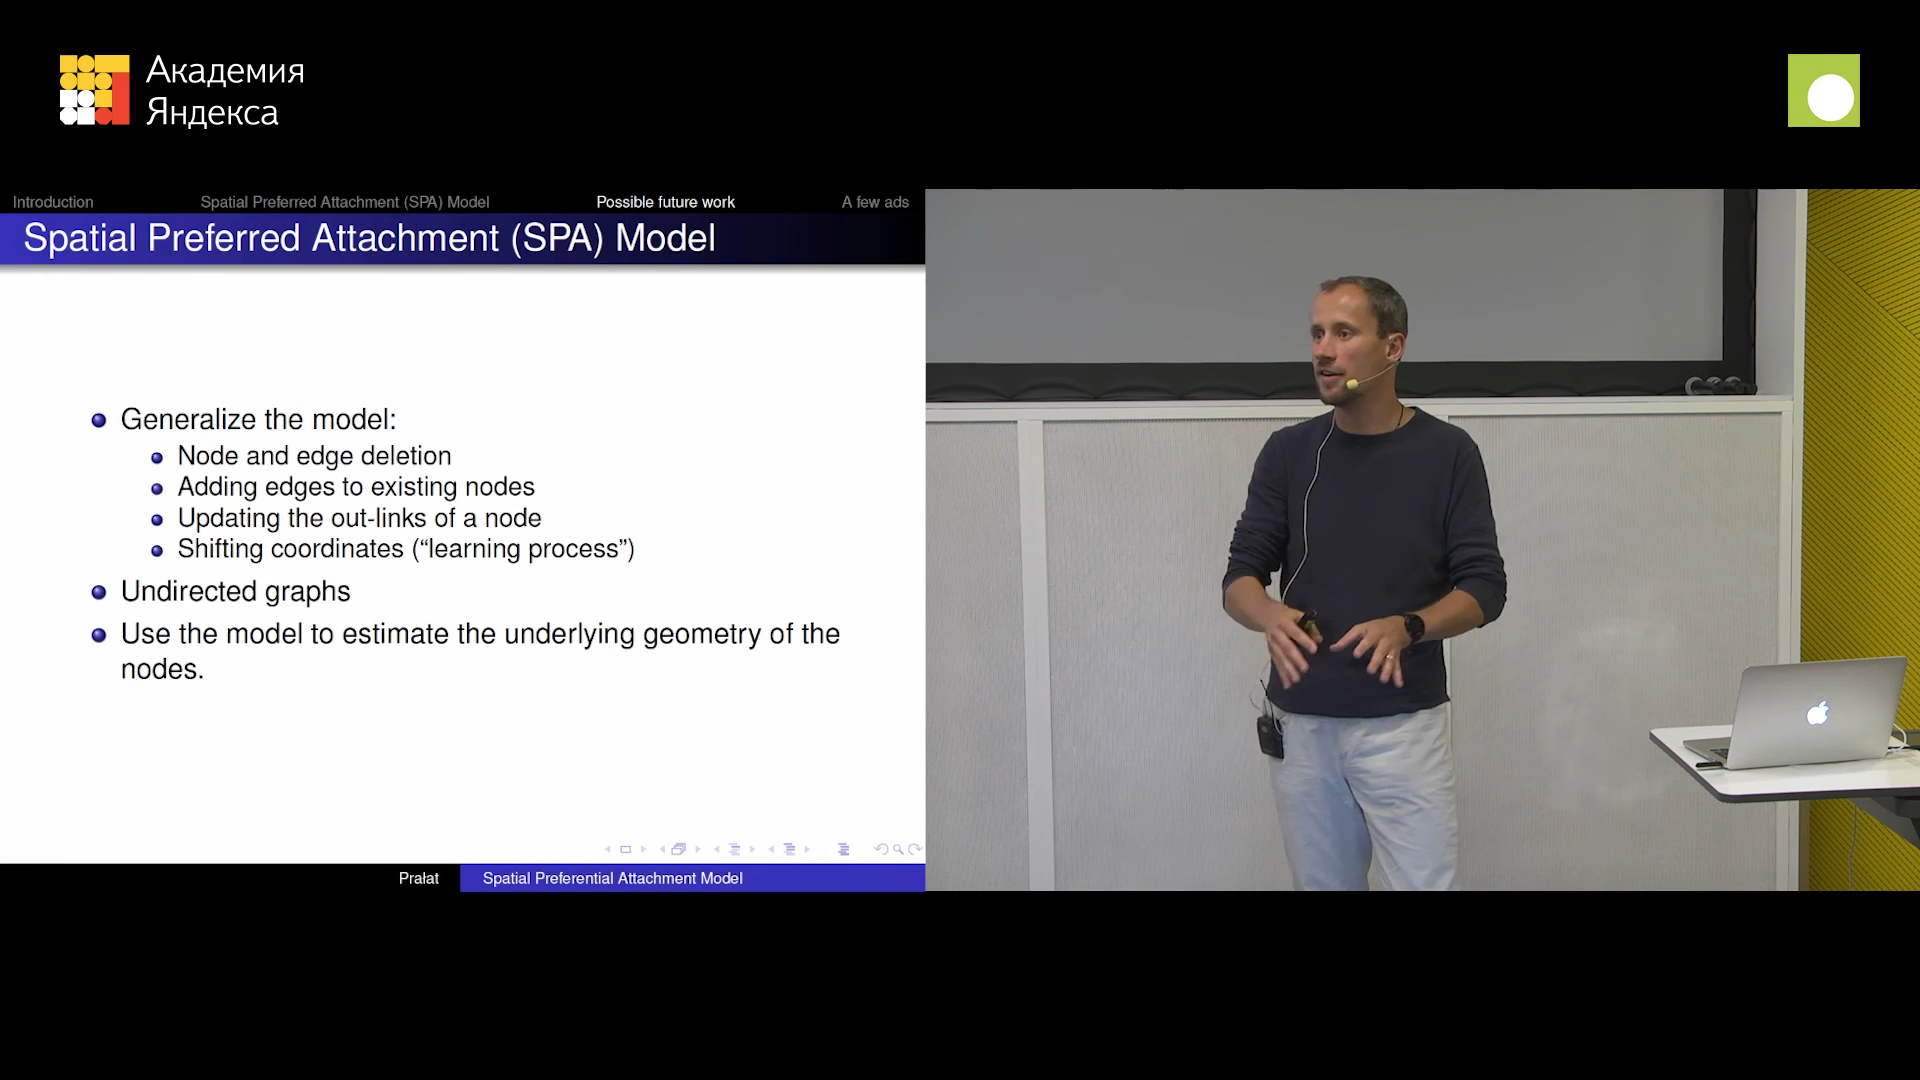 Академия
Яндекса
Introduction Spatial Preferred Attachment (SPA) Model Possible future work A few ads
Spatial Preferred Attachment (SPA) Model
Generalize the model:
Node and edge deletion
Adding edges to existing nodes
Updating the out-links of a node
Shifting coordinates (“learning process”)
Undirected graphs
Use the model to estimate the underlying geometry of the
nodes.
Prałat Spatial Preferential Attachment Model